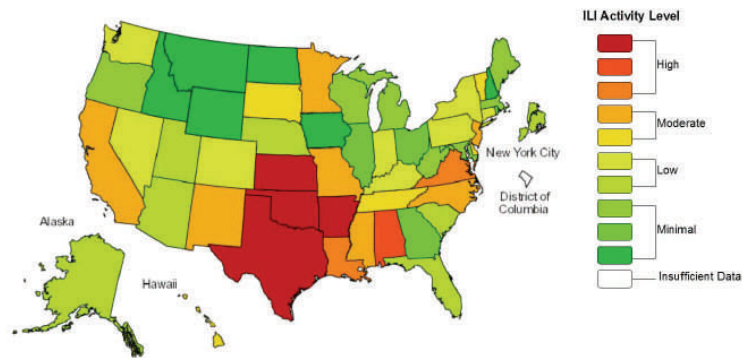 ILI Activity Level
High
Moderate
Low
Minimal
Insufficient Data
New York City
District of
Columbia
Alaska
Hawaii